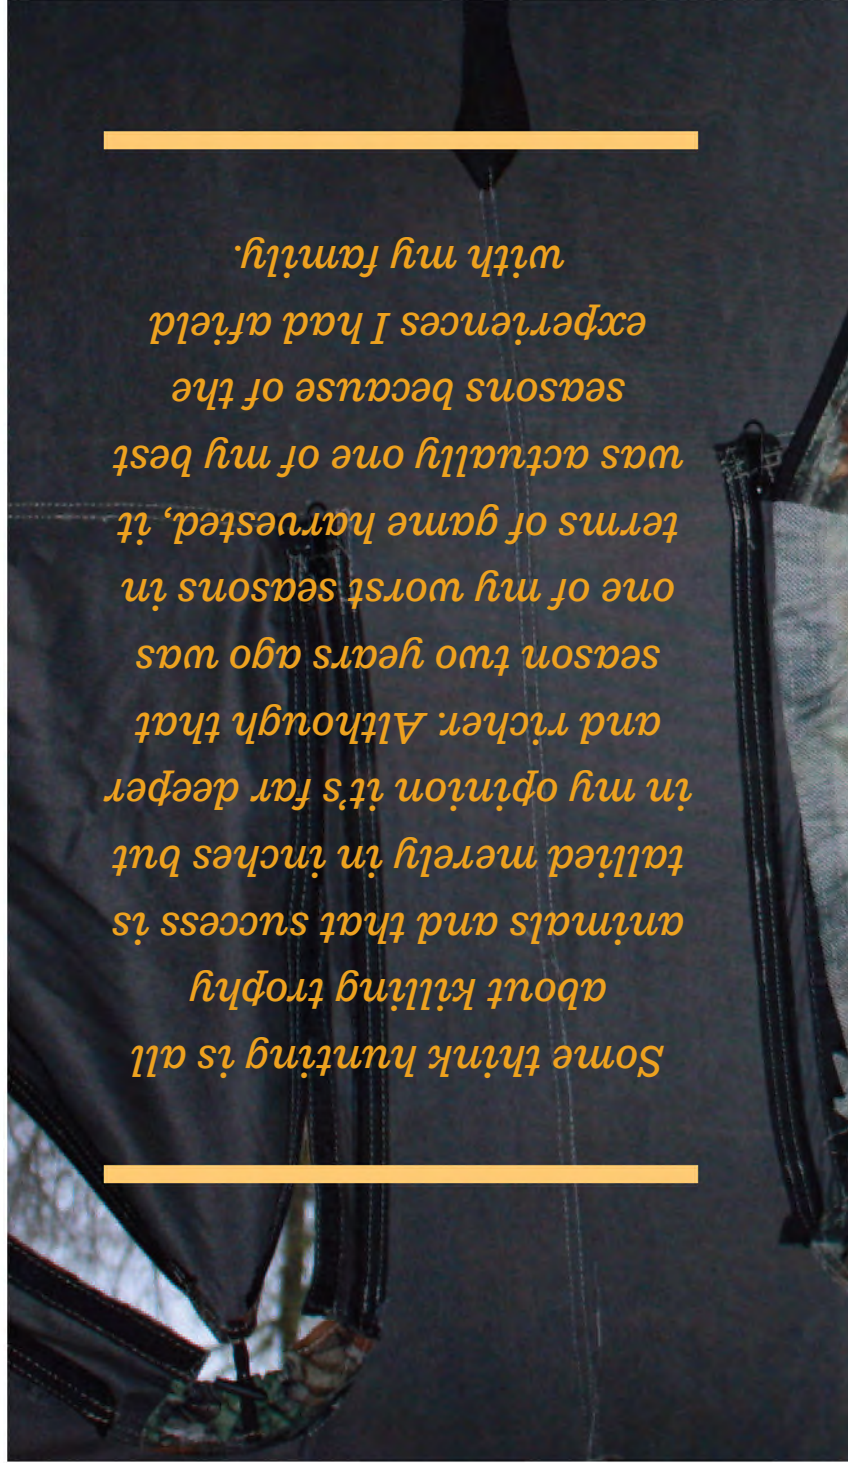 Some think hunting is all
about killing trophy
animals and that success is
tallied merely in inches but
in my opinion it's far deeper
and richer. Although that
season two years ago was
one of my worst seasons in
terms of game harvested, it
was actually one of my best
seasons because of the
experiences I had afield
with my family.